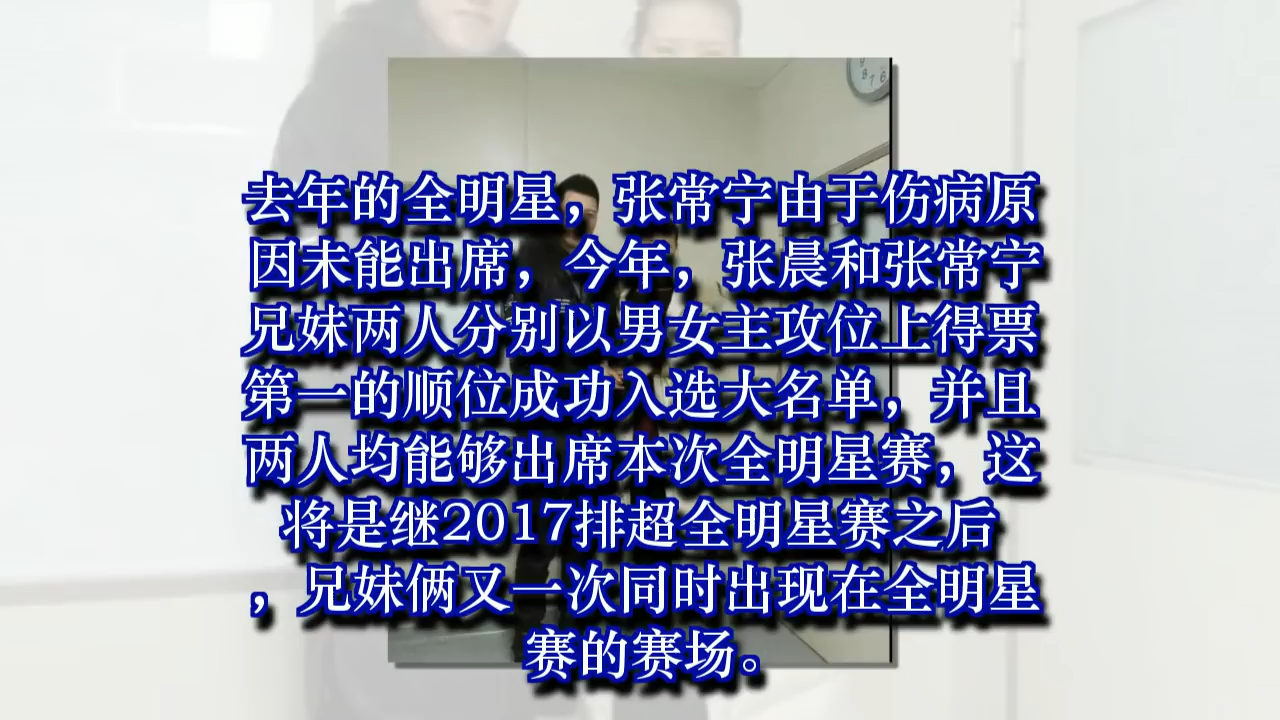 去年的全明星，张常宁由于伤病原
因未能出席，今年，张晨和张常宁
兄妹两人分别以男女主攻位上得票
第一的顺位成功入选大名单，并且
两人均能够出席本次全明星赛，这
将是继2017排超全明星赛之后
，兄妹俩又一次同时出现在全明星
赛的赛场。